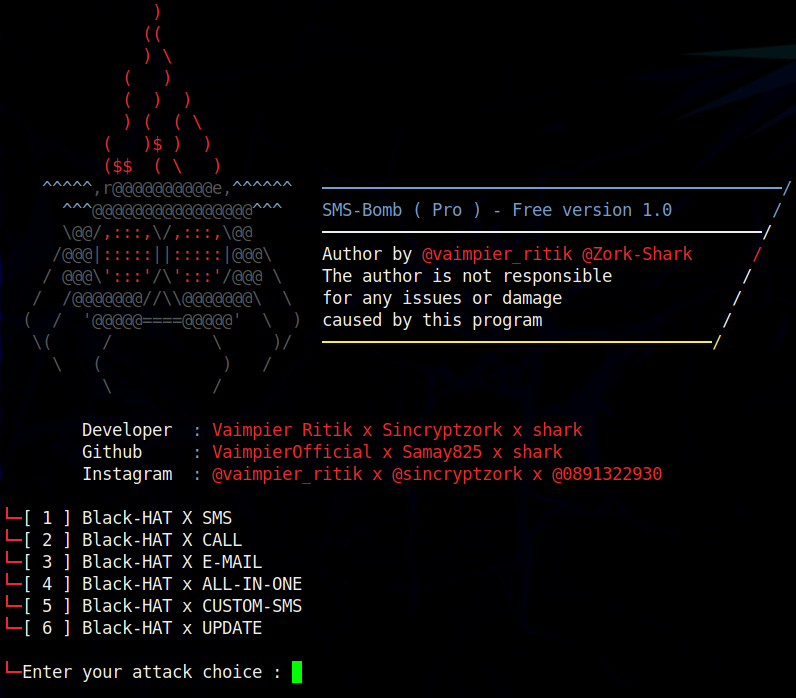 SMS-Bomb ( Pro ) - Free version 1.0
Author by @vaimpier_ritik @Zork-Shark
The author is not responsible
for any issues or damage
caused by this program
Developer : Vaimpier Ritik x Sincryptzork x shark
Github : VaimpierOfficial x Samay825 x shark
Instagram : @vaimpier_ritik x @sincryptzork x @0891322930
[ 1 ] Black-HAT X SMS
[ 2 ] Black-HAT X CALL
[ 3 ] Black-HAT X E-MAIL
[ 4 ] Black-HAT x ALL-IN-ONE
[ 5 ] Black-HAT x CUSTOM-SMS
[ 6 ] Black-HAT x UPDATE
Enter your attack choice :